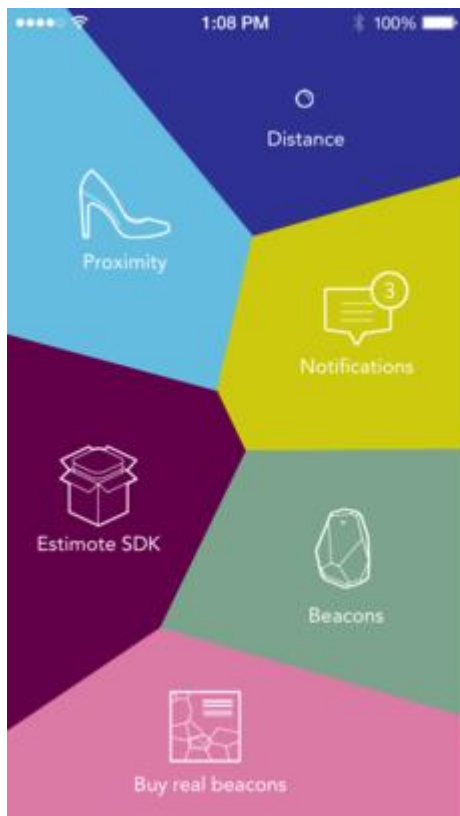 1:08 PM
100%
Distance
Proximity
3
Notifications
Estimote SDK
Beacons
Buy real beacons